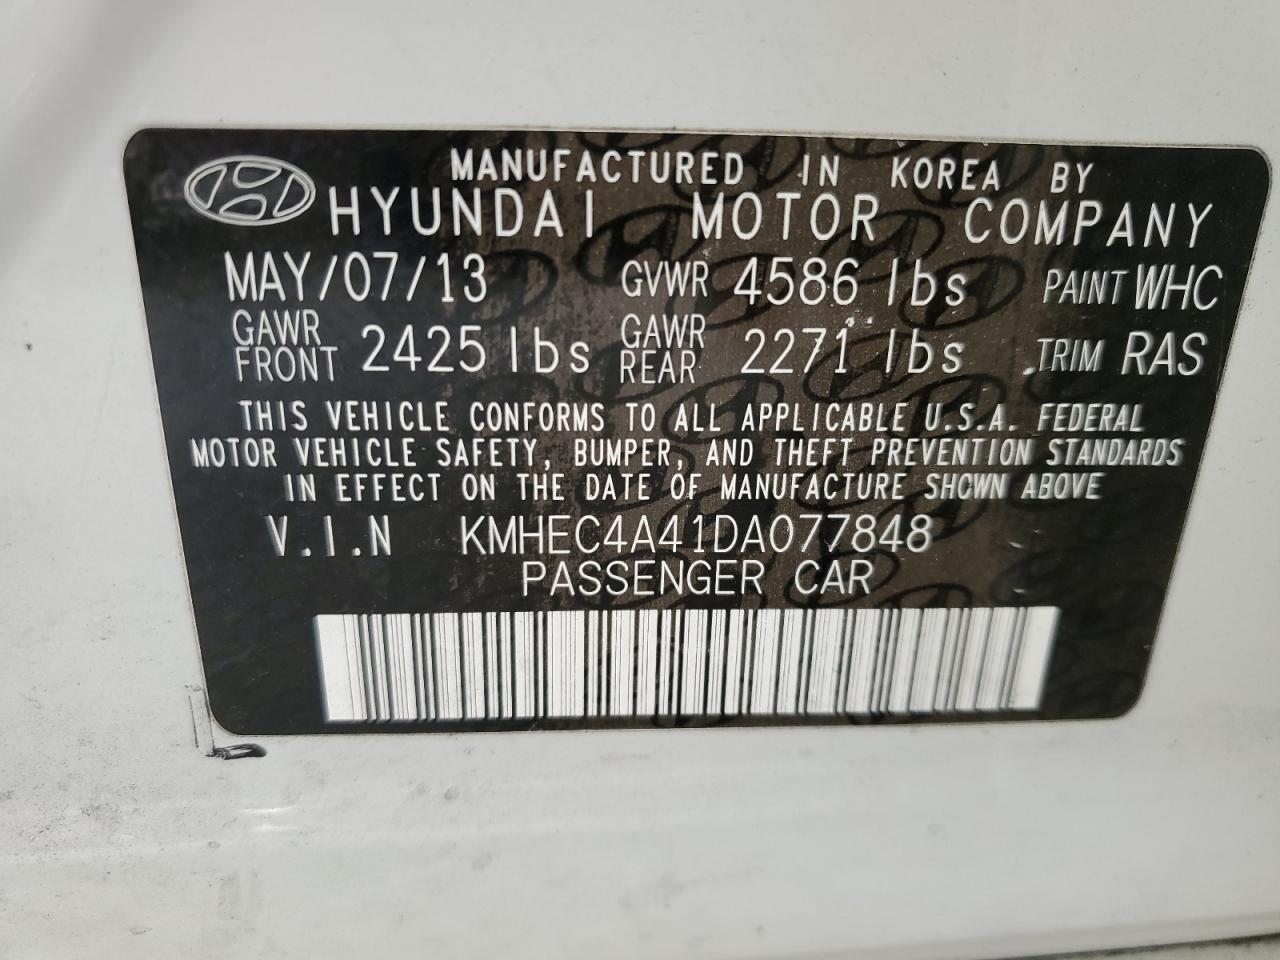 MANUFACTURED IN KOREA BY
HYUNDAI MOTOR COMPANY
MAY/07/13 GVWR 4586 lbs PAINT WHC
GAWR FRONT 2425 lbs GAWR REAR 2271 lbs TRIM RAS
THIS VEHICLE CONFORMS TO ALL APPLICABLE U.S.A. FEDERAL
MOTOR VEHICLE SAFETY, BUMPER, AND THEFT PREVENTION STANDARDS
IN EFFECT ON THE DATE OF MANUFACTURE SHOWN ABOVE
V.I.N KMHEC4A41DA077848
PASSENGER CAR